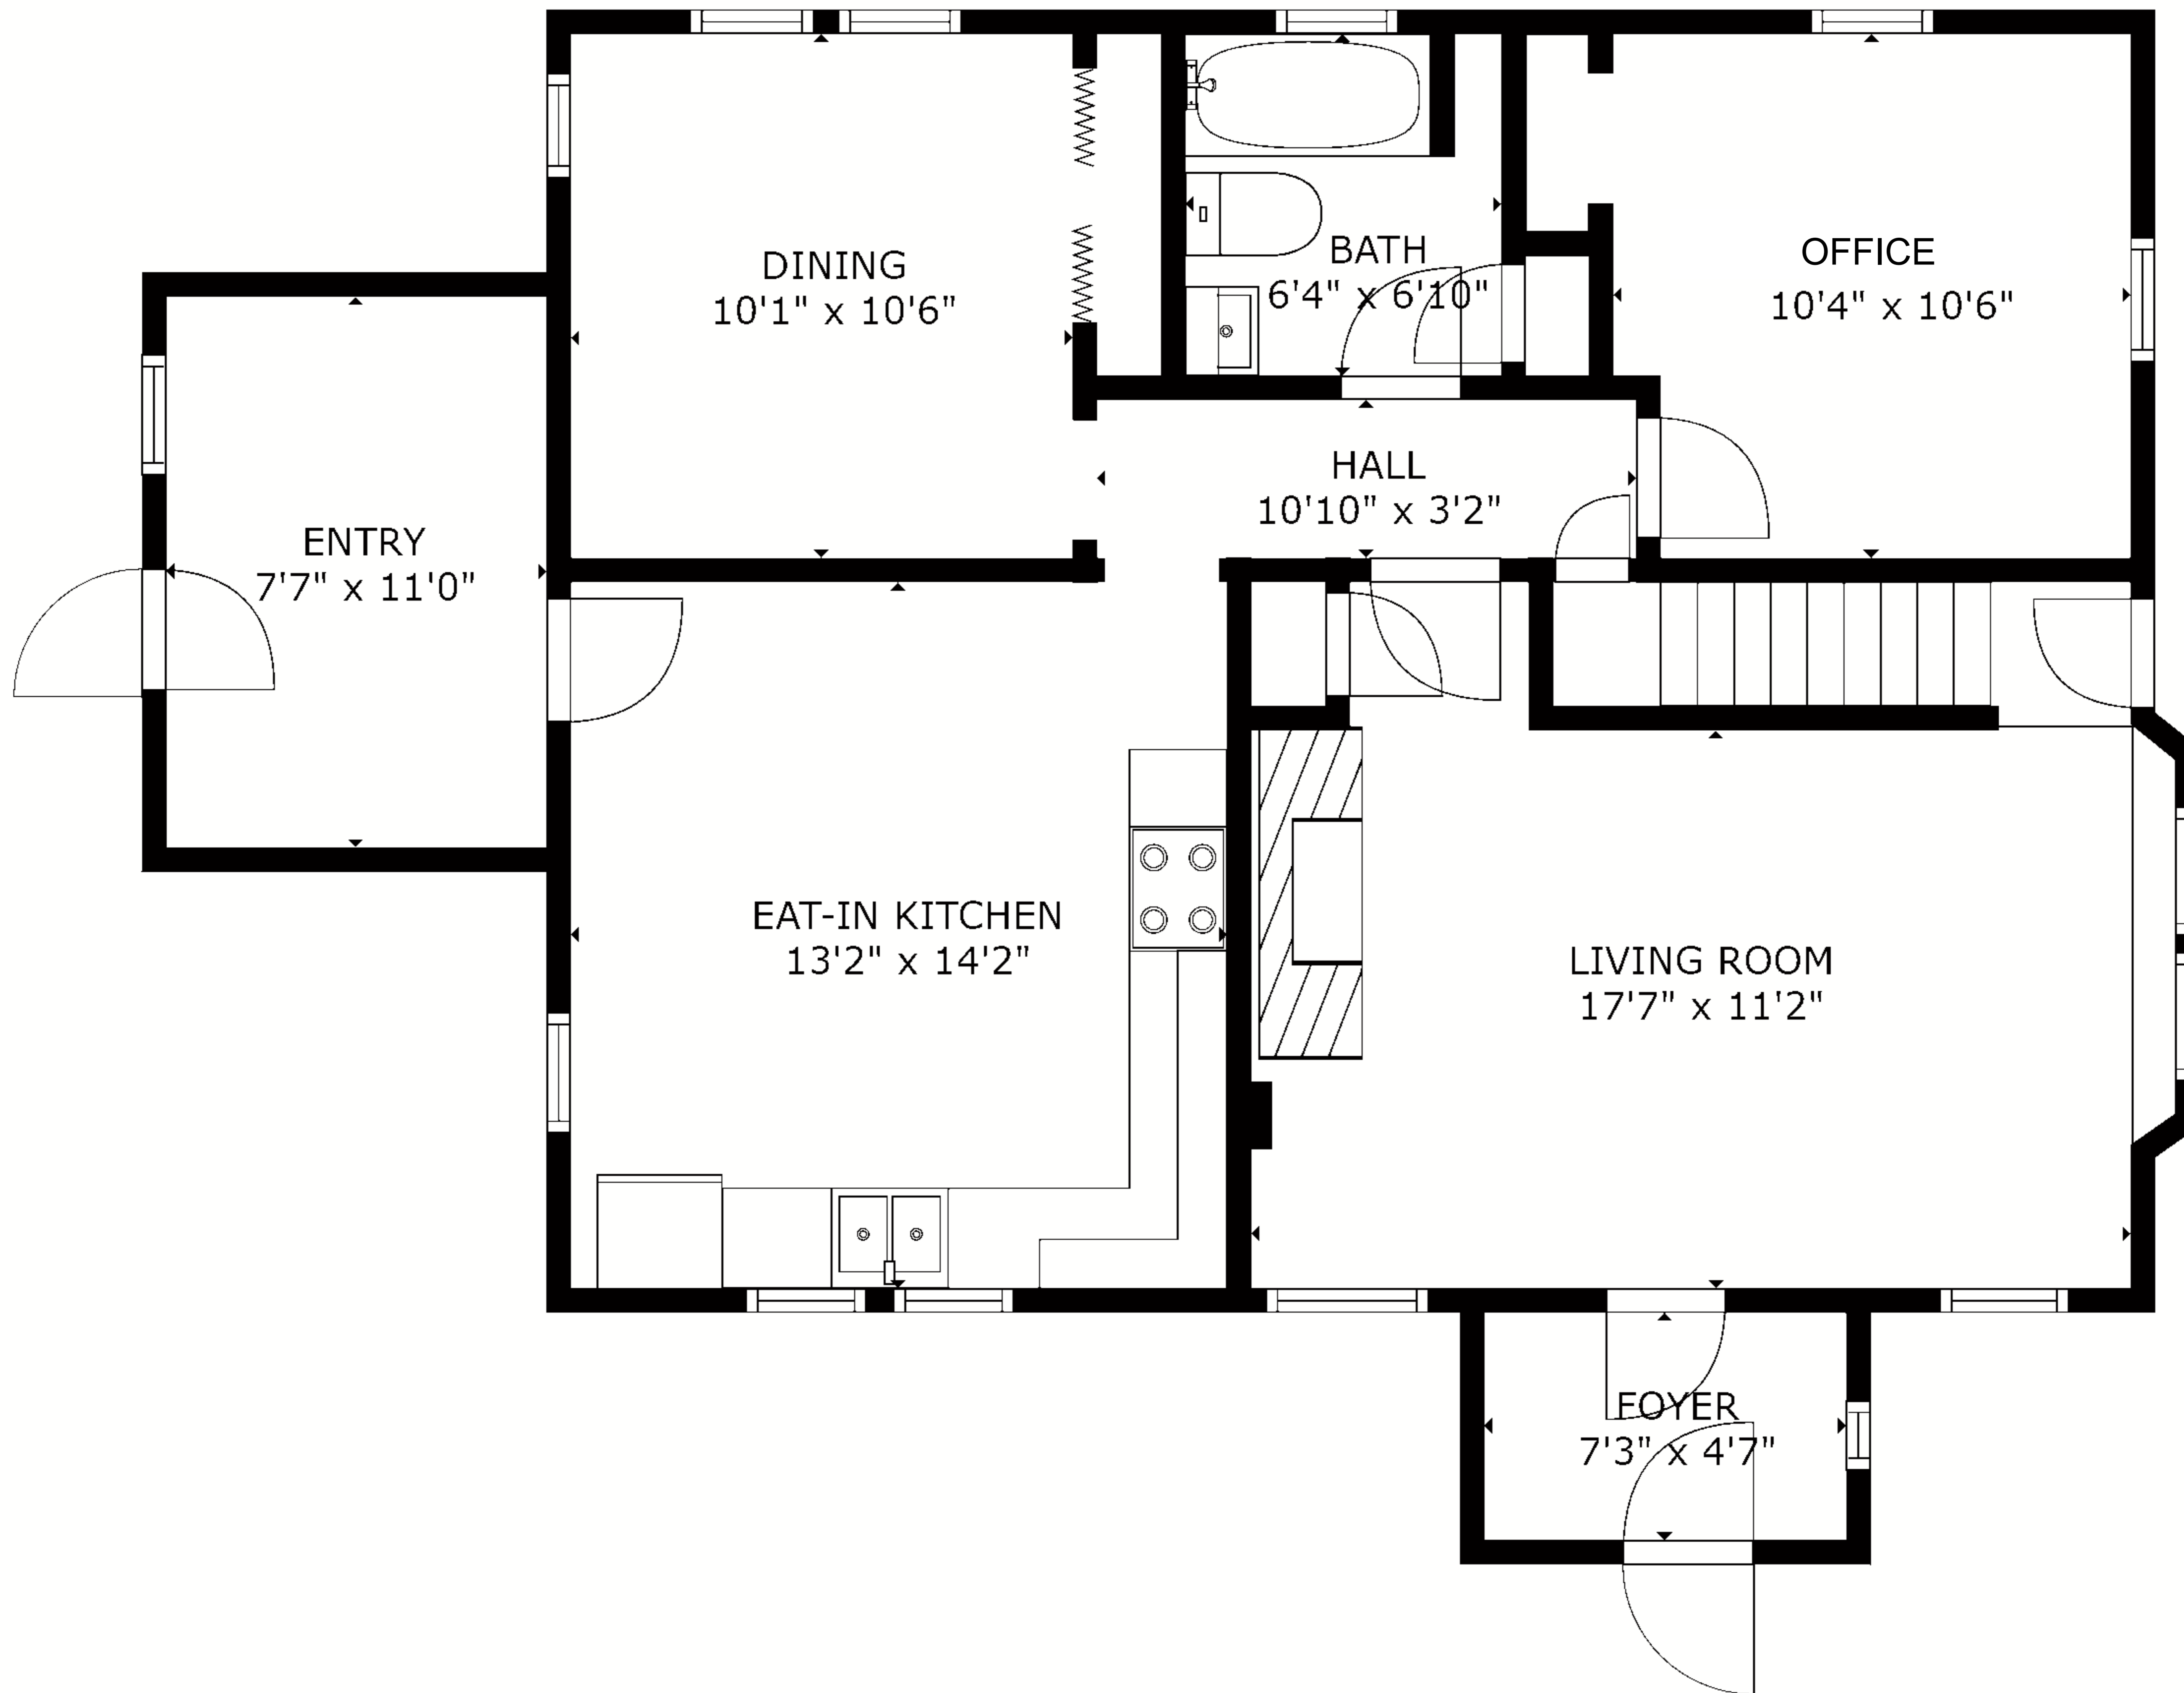 DINING
10'1" x 10'6"
BATH
6'4" x 6'10"
OFFICE
10'4" x 10'6"
HALL
10'10" x 3'2"
ENTRY
7'7" x 11'0"
EAT-IN KITCHEN
13'2" x 14'2"
LIVING ROOM
17'7" x 11'2"
FOYER
7'3" x 4'7"